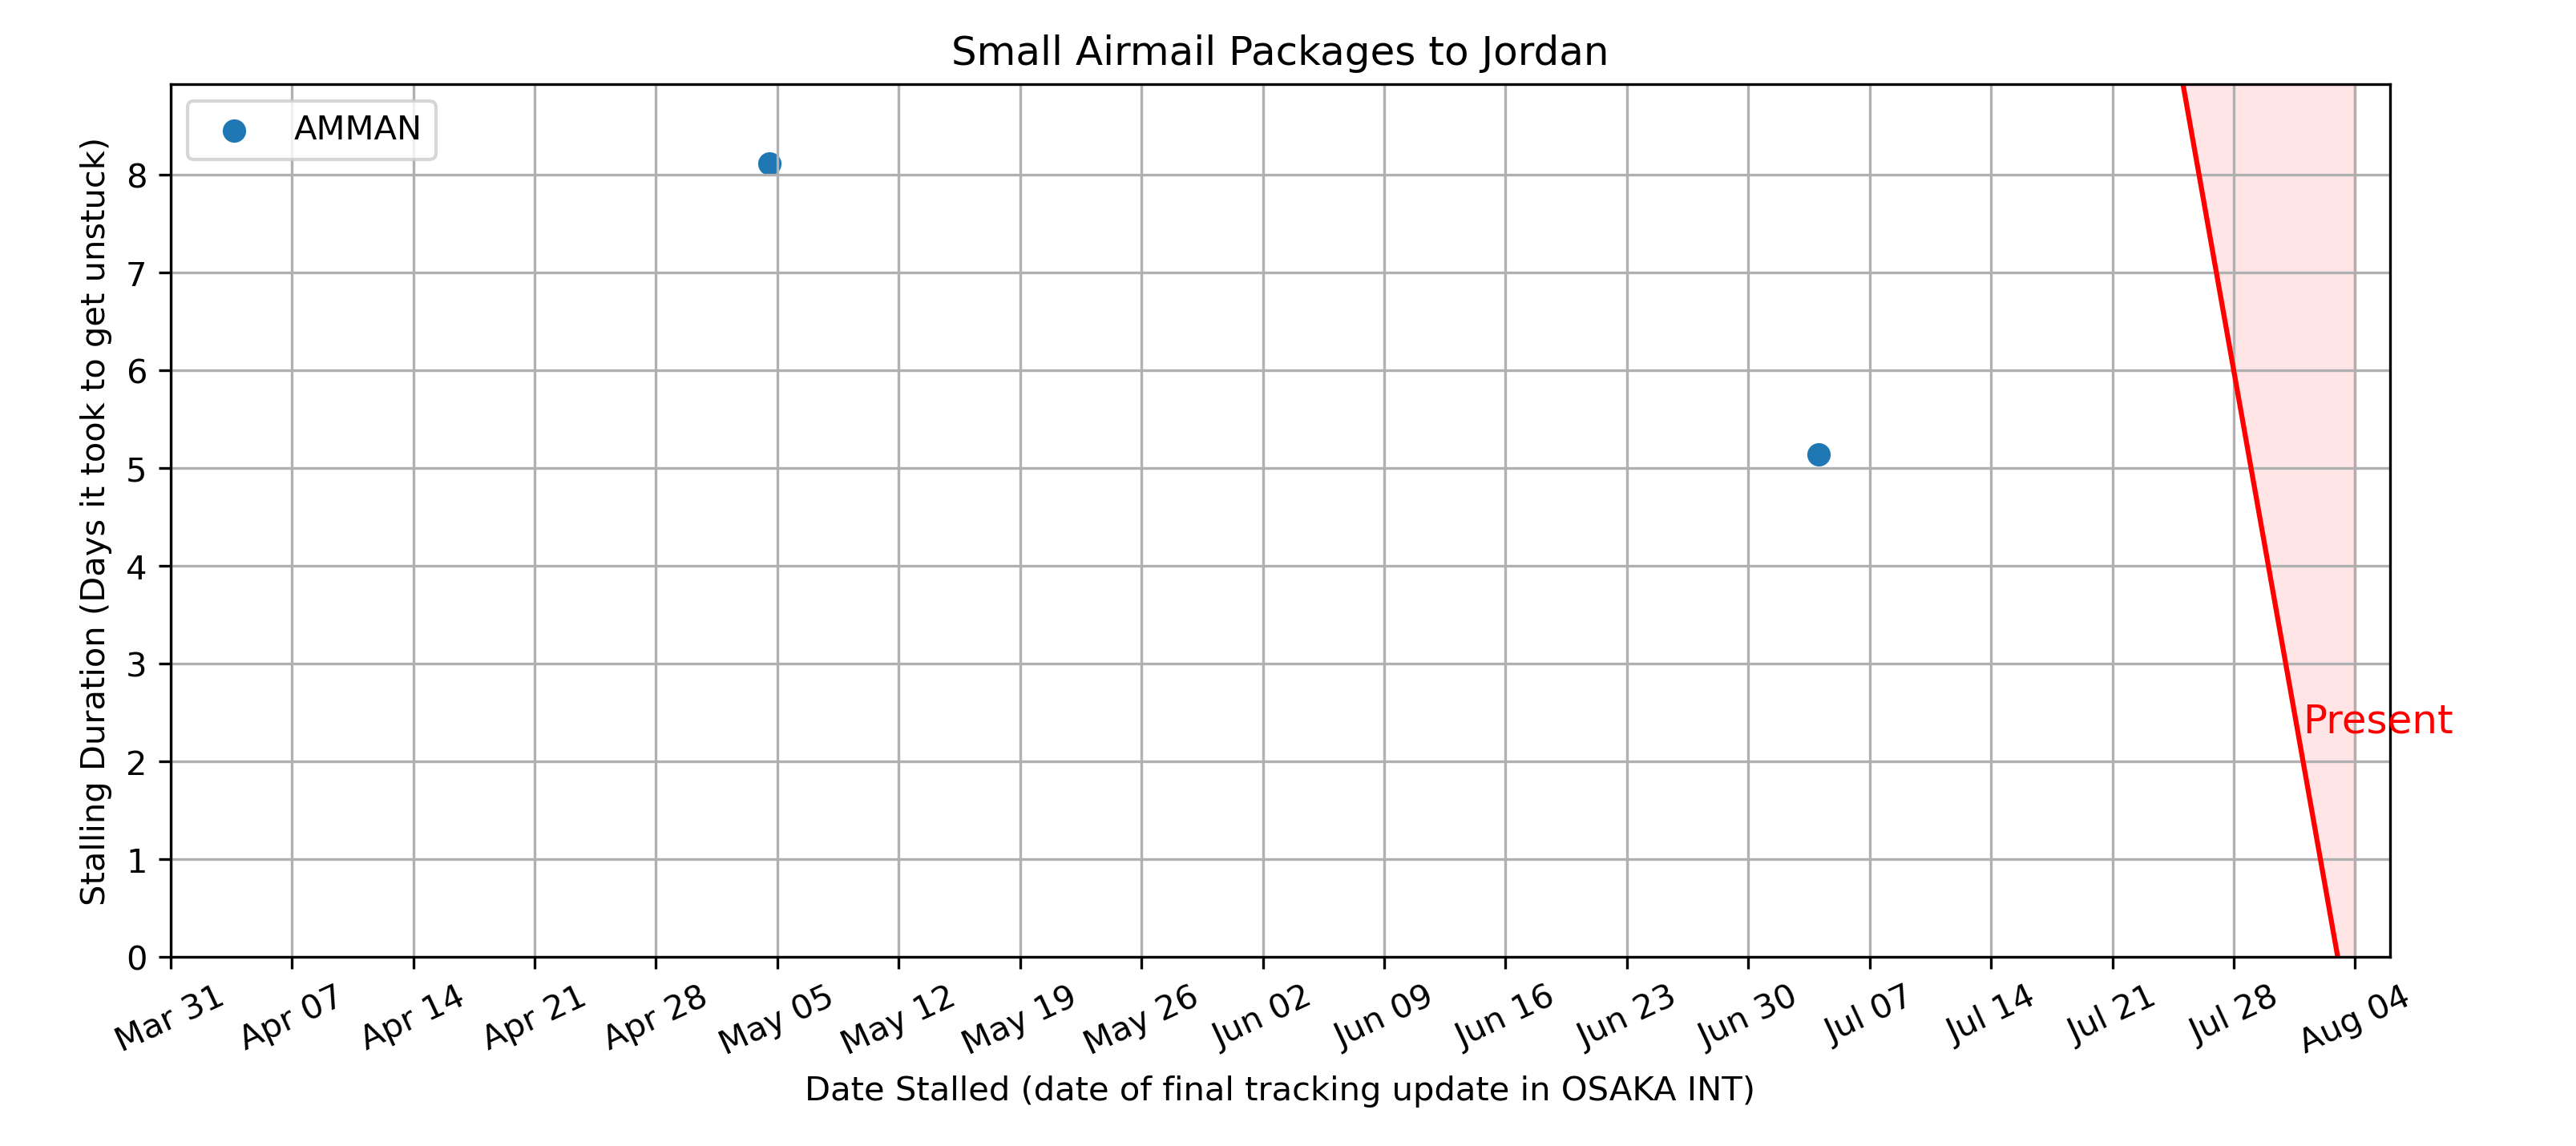 Small Airmail Packages to Jordan
AMMAN
Stalling Duration (Days it took to get unstuck)
8
7
6
5
4
3
2
1
0
Present
Mar 31
Apr 07
Apr 14
Apr 21
Apr 28
May 05
May 12
May 19
May 26
Jun 02
Jun 09
Jun 16
Jun 23
Jun 30
Jul 07
Jul 14
Jul 21
Jul 28
Aug 04
Date Stalled (date of final tracking update in OSAKA INT)